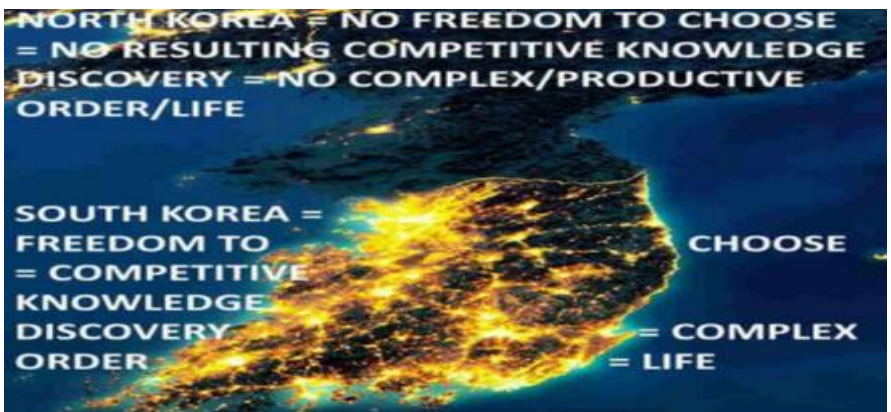 NORTH KOREA = NO FREEDOM TO CHOOSE
= NO RESULTING COMPETITIVE KNOWLEDGE
DISCOVERY = NO COMPLEX/PRODUCTIVE
ORDER/LIFE
SOUTH KOREA =
FREEDOM TO CHOOSE
= COMPETITIVE
KNOWLEDGE
DISCOVERY = COMPLEX
ORDER = LIFE